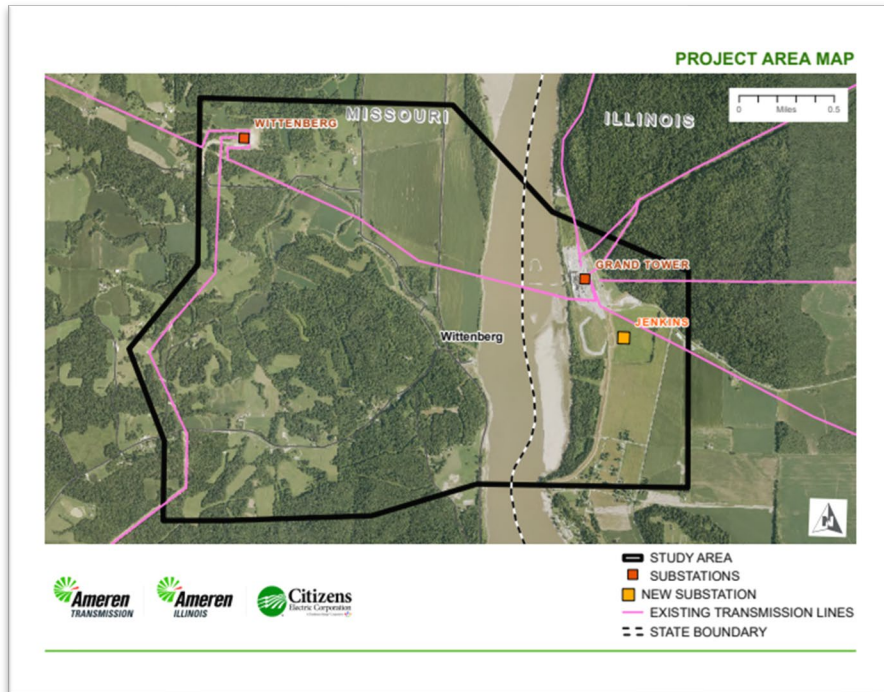 PROJECT AREA MAP
0 Miles 0.5
MISSOURI
ILLINOIS
WITTENBERG
GRAND TOWER
JENKINS
Wittenberg
Ameren
TRANSMISSION
Ameren
ILLINOIS
Citizens
Electric Corporation
STUDY AREA
SUBSTATIONS
NEW SUBSTATION
EXISTING TRANSMISSION LINES
STATE BOUNDARY